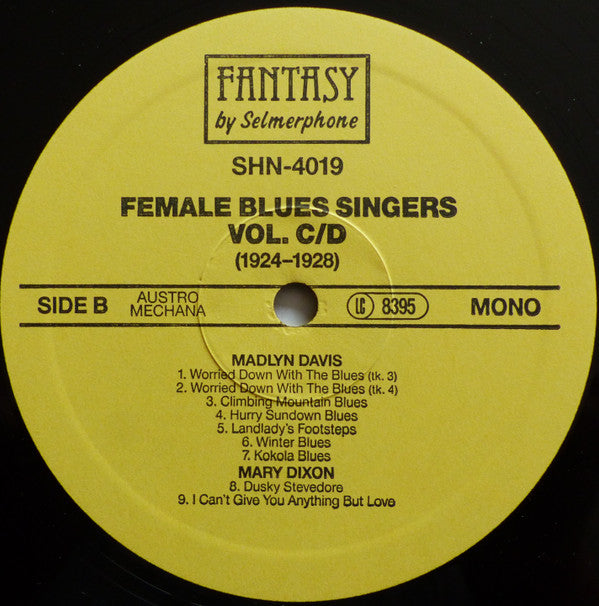 FANTASY
by Selmerphone
SHN-4019
FEMALE BLUES SINGERS
VOL. C/D
(1924–1928)
SIDE B
AUSTRO
MECHANA
LC 8395
MONO
MADLYN DAVIS
1. Worried Down With The Blues (tk. 3)
2. Worried Down With The Blues (tk. 4)
3. Climbing Mountain Blues
4. Hurry Sundown Blues
5. Landlady's Footsteps
6. Winter Blues
7. Kokola Blues
MARY DIXON
8. Dusky Stevedore
9. I Can't Give You Anything But Love